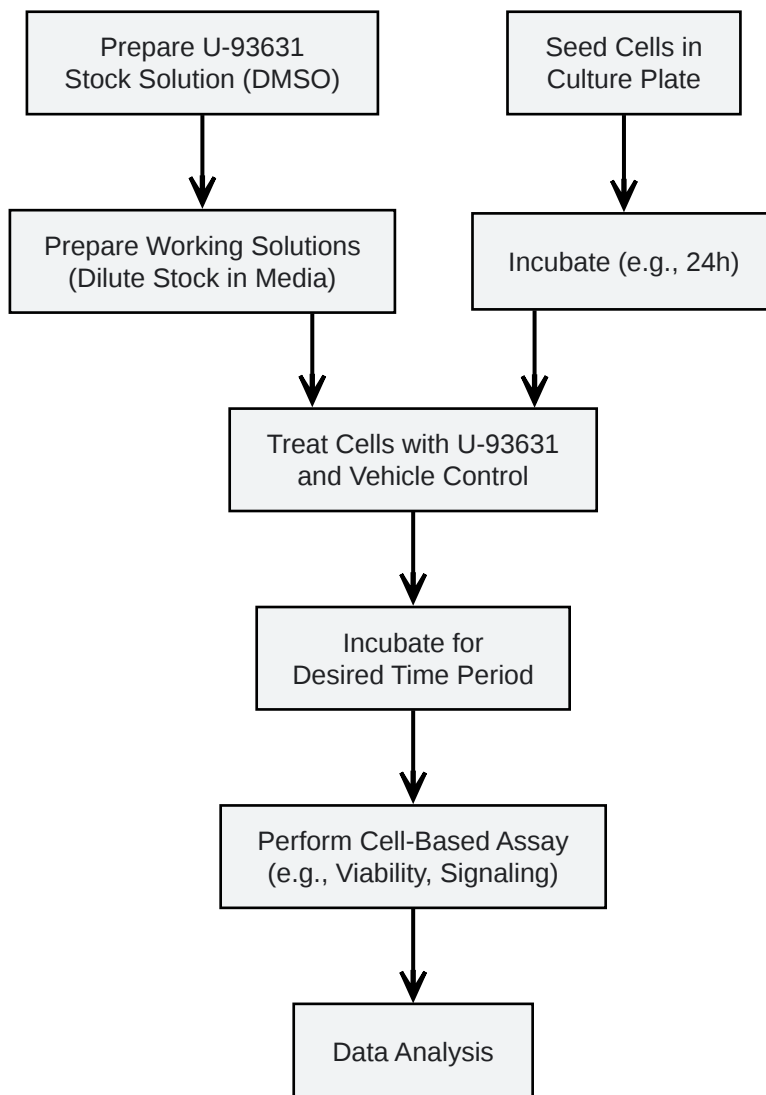 Prepare U-93631
Stock Solution (DMSO)
Seed Cells in
Culture Plate
Prepare Working Solutions
(Dilute Stock in Media)
Incubate (e.g., 24h)
Treat Cells with U-93631
and Vehicle Control
Incubate for
Desired Time Period
Perform Cell-Based Assay
(e.g., Viability, Signaling)
Data Analysis